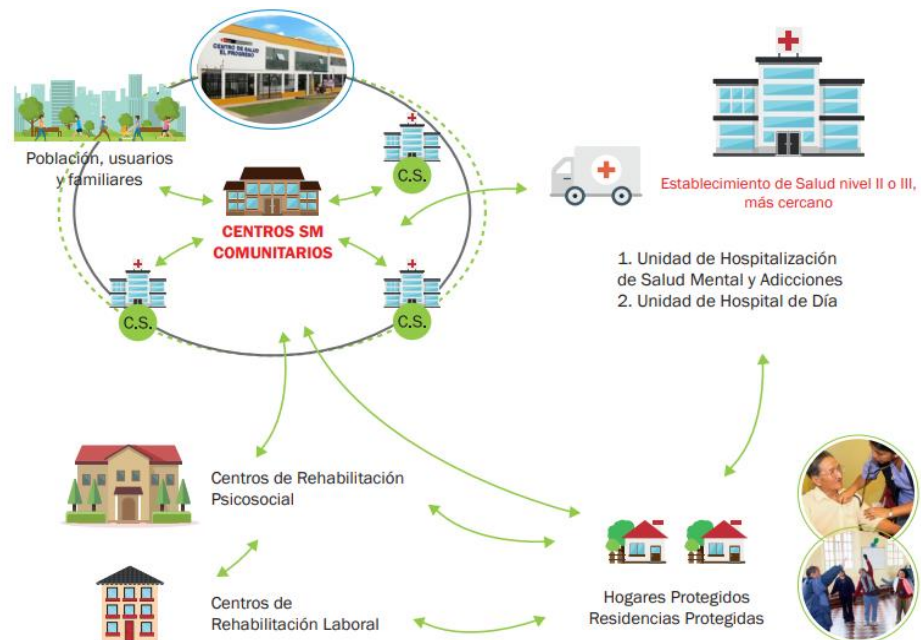 CENTRO DE SALUD
EL PROGRESO
Población, usuarios
y familiares
C.S.
CENTROS SM
COMUNITARIOS
C.S.
C.S.
Establecimiento de Salud nivel II o III,
más cercano
1. Unidad de Hospitalización
de Salud Mental y Adicciones
2. Unidad de Hospital de Día
Centros de Rehabilitación
Psicosocial
Centros de
Rehabilitación Laboral
Hogares Protegidos
Residencias Protegidas